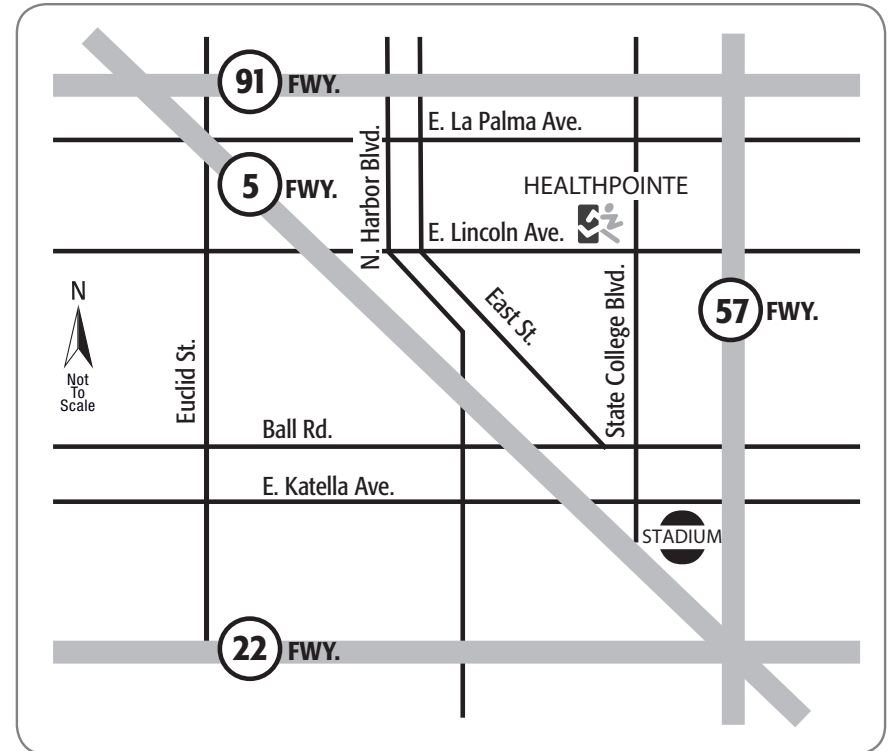 91 FWY.
E. La Palma Ave.
N. Harbor Blvd.
5 FWY.
HEALTHPOINTE
E. Lincoln Ave.
N
Not
To
Scale
Euclid St.
East St.
State College Blvd.
57 FWY.
Ball Rd.
E. Katella Ave.
STADIUM
22 FWY.